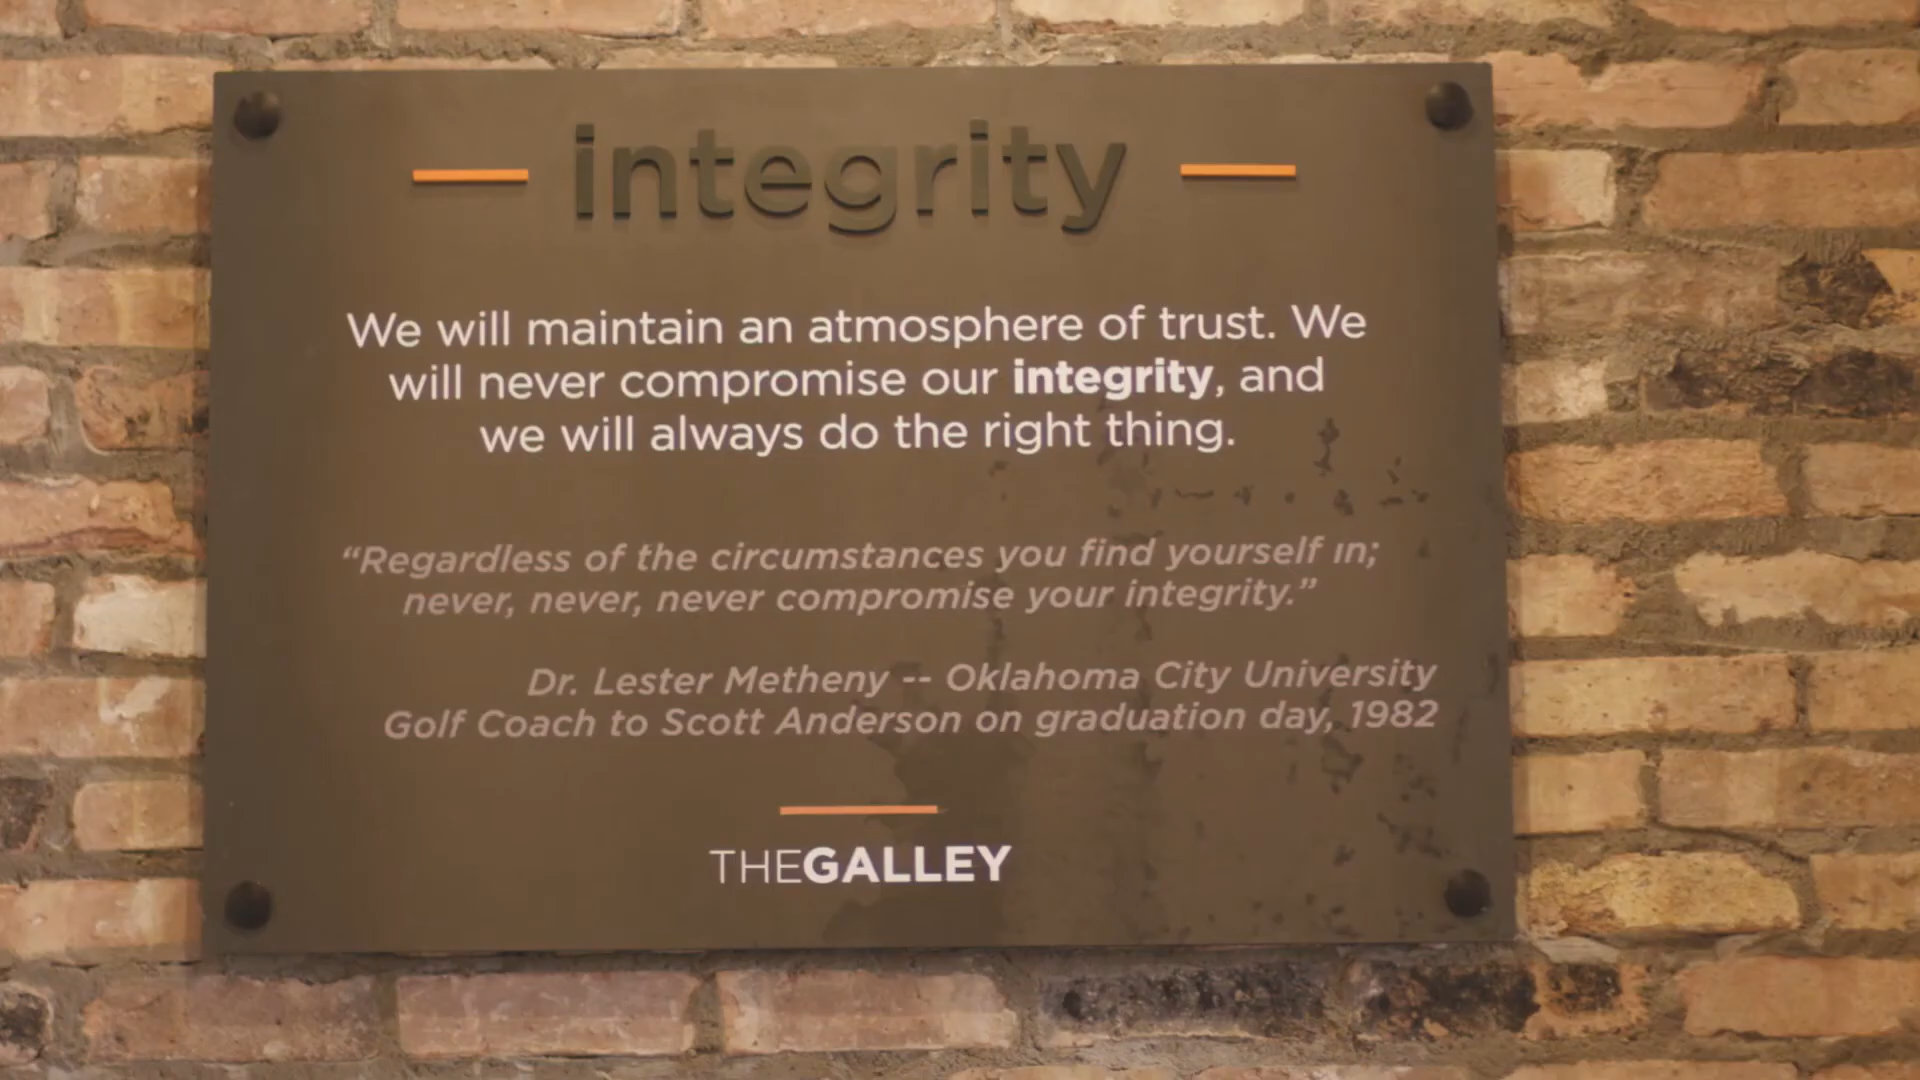 integrity
We will maintain an atmosphere of trust. We
will never compromise our integrity, and
we will always do the right thing.
“Regardless of the circumstances you find yourself in;
never, never, never compromise your integrity.”
Dr. Lester Metheny -- Oklahoma City University
Golf Coach to Scott Anderson on graduation day, 1982
THEGALLEY